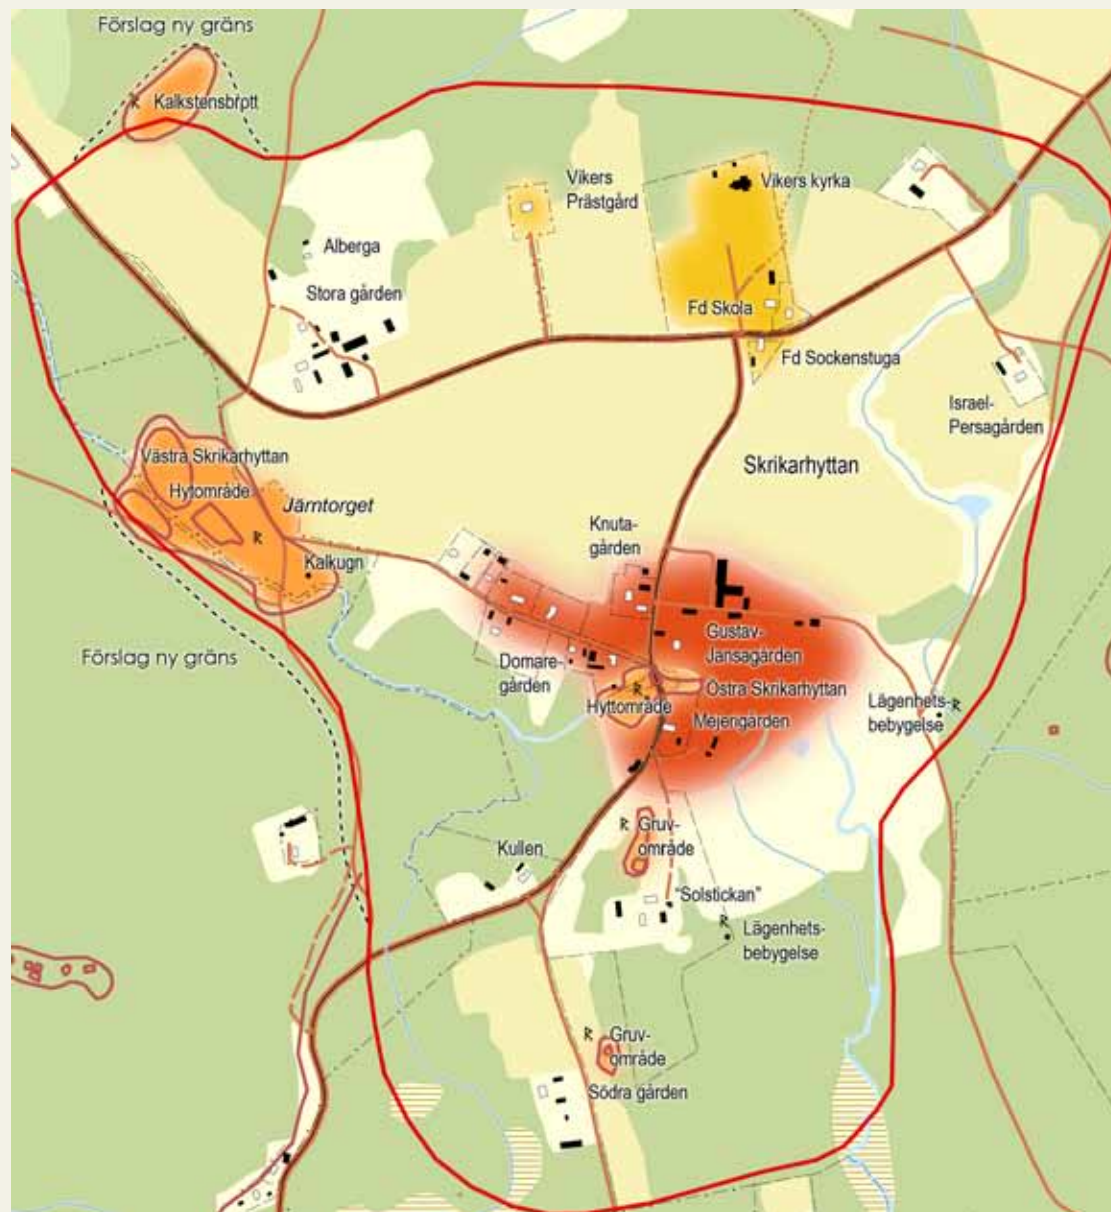 Förslag ny gräns
Kalkstensbrott
Vikers
Prästgård
Vikers kyrka
Alberga
Stora gården
Fd Skola
Fd Sockenstuga
Israel-
Persagården
Västra Skrikarhyttan
Hytområde
Järntorget
Skrikarhyttan
Knuta-
gården
Kalkugn
Gustav-
Jansagården
Förslag ny gräns
Domare-
gården
Östra Skrikarhyttan
Hyttområde
Mejerigården
Lägenhets-
bebygelse
Gruv-
område
Kullen
"Solstickan"
Lägenhets-
bebygelse
Gruv-
område
Södra gården